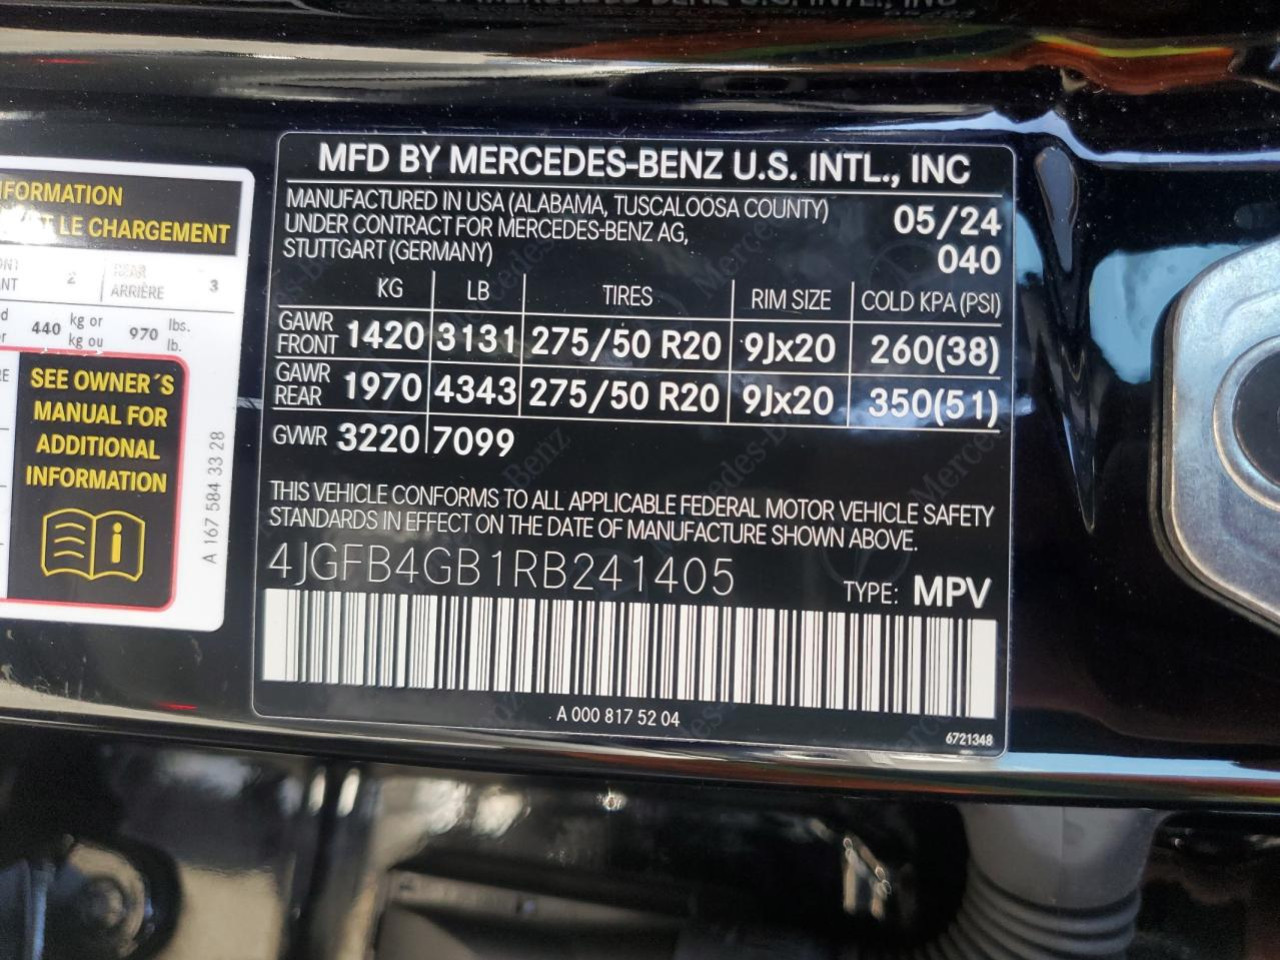 MERCEDES-BENZ U.S. INTL., INC
MFD BY MERCEDES-BENZ U.S. INTL., INC
MANUFACTURED IN USA (ALABAMA, TUSCALOOSA COUNTY)
UNDER CONTRACT FOR MERCEDES-BENZ AG,
STUTTGART (GERMANY)
05/24
040
KG LB TIRES RIM SIZE COLD KPA (PSI)
GAWR FRONT 1420 3131 275/50 R20 9Jx20 260(38)
GAWR REAR 1970 4343 275/50 R20 9Jx20 350(51)
GVWR 3220 7099
THIS VEHICLE CONFORMS TO ALL APPLICABLE FEDERAL MOTOR VEHICLE SAFETY
STANDARDS IN EFFECT ON THE DATE OF MANUFACTURE SHOWN ABOVE.
4JGFB4GB1RB241405
TYPE: MPV
A 000 817 52 04
6721348
LE CHARGEMENT
2 REAR
ARRIÈRE 3
440 kg or 970 lbs.
kg ou lb.
SEE OWNER´S
MANUAL FOR
ADDITIONAL
INFORMATION
i
A 167 584 33 28